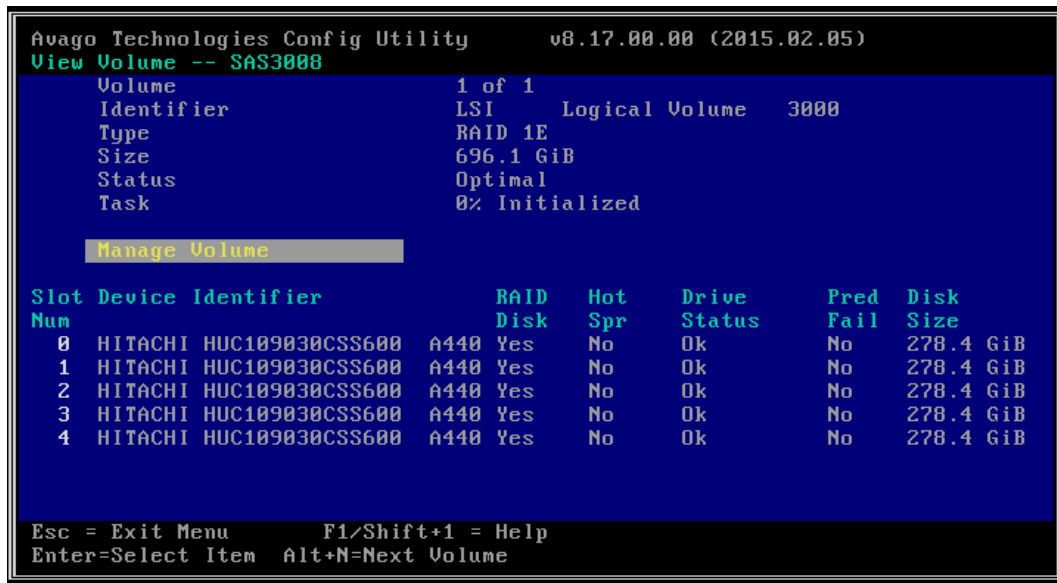 Avago Technologies Config Utility v8.17.00.00 (2015.02.05)
View Volume -- SAS3008
Volume 1 of 1
Identifier LSI Logical Volume 3000
Type RAID 1E
Size 696.1 GiB
Status Optimal
Task 0% Initialized
Manage Volume
Slot Device Identifier RAID Hot Drive Pred Disk
Num Disk Spr Status Fail Size
0 HITACHI HUC109030CSS600 A440 Yes No Ok No 278.4 GiB
1 HITACHI HUC109030CSS600 A440 Yes No Ok No 278.4 GiB
2 HITACHI HUC109030CSS600 A440 Yes No Ok No 278.4 GiB
3 HITACHI HUC109030CSS600 A440 Yes No Ok No 278.4 GiB
4 HITACHI HUC109030CSS600 A440 Yes No Ok No 278.4 GiB
Esc = Exit Menu F1/Shift+1 = Help
Enter=Select Item Alt+N=Next Volume